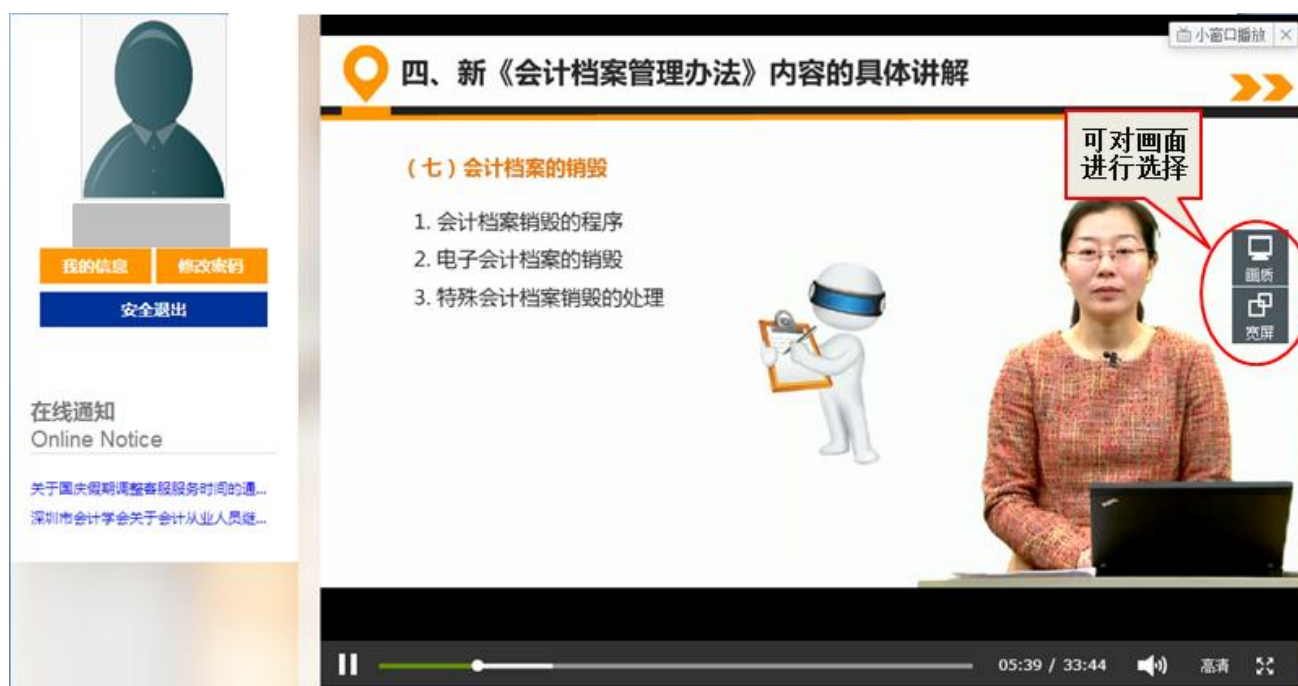 小窗口播放
四、新《会计档案管理办法》内容的具体讲解
可对画面
进行选择
(七)会计档案的销毁
1. 会计档案销毁的程序
2. 电子会计档案的销毁
3. 特殊会计档案销毁的处理
画质
宽屏
我的信息 修改密码
安全退出
在线通知
Online Notice
关于国庆假期调整客服服务时间的通...
深圳市会计学会关于会计从业人员继...
05:39 / 33:44 高清